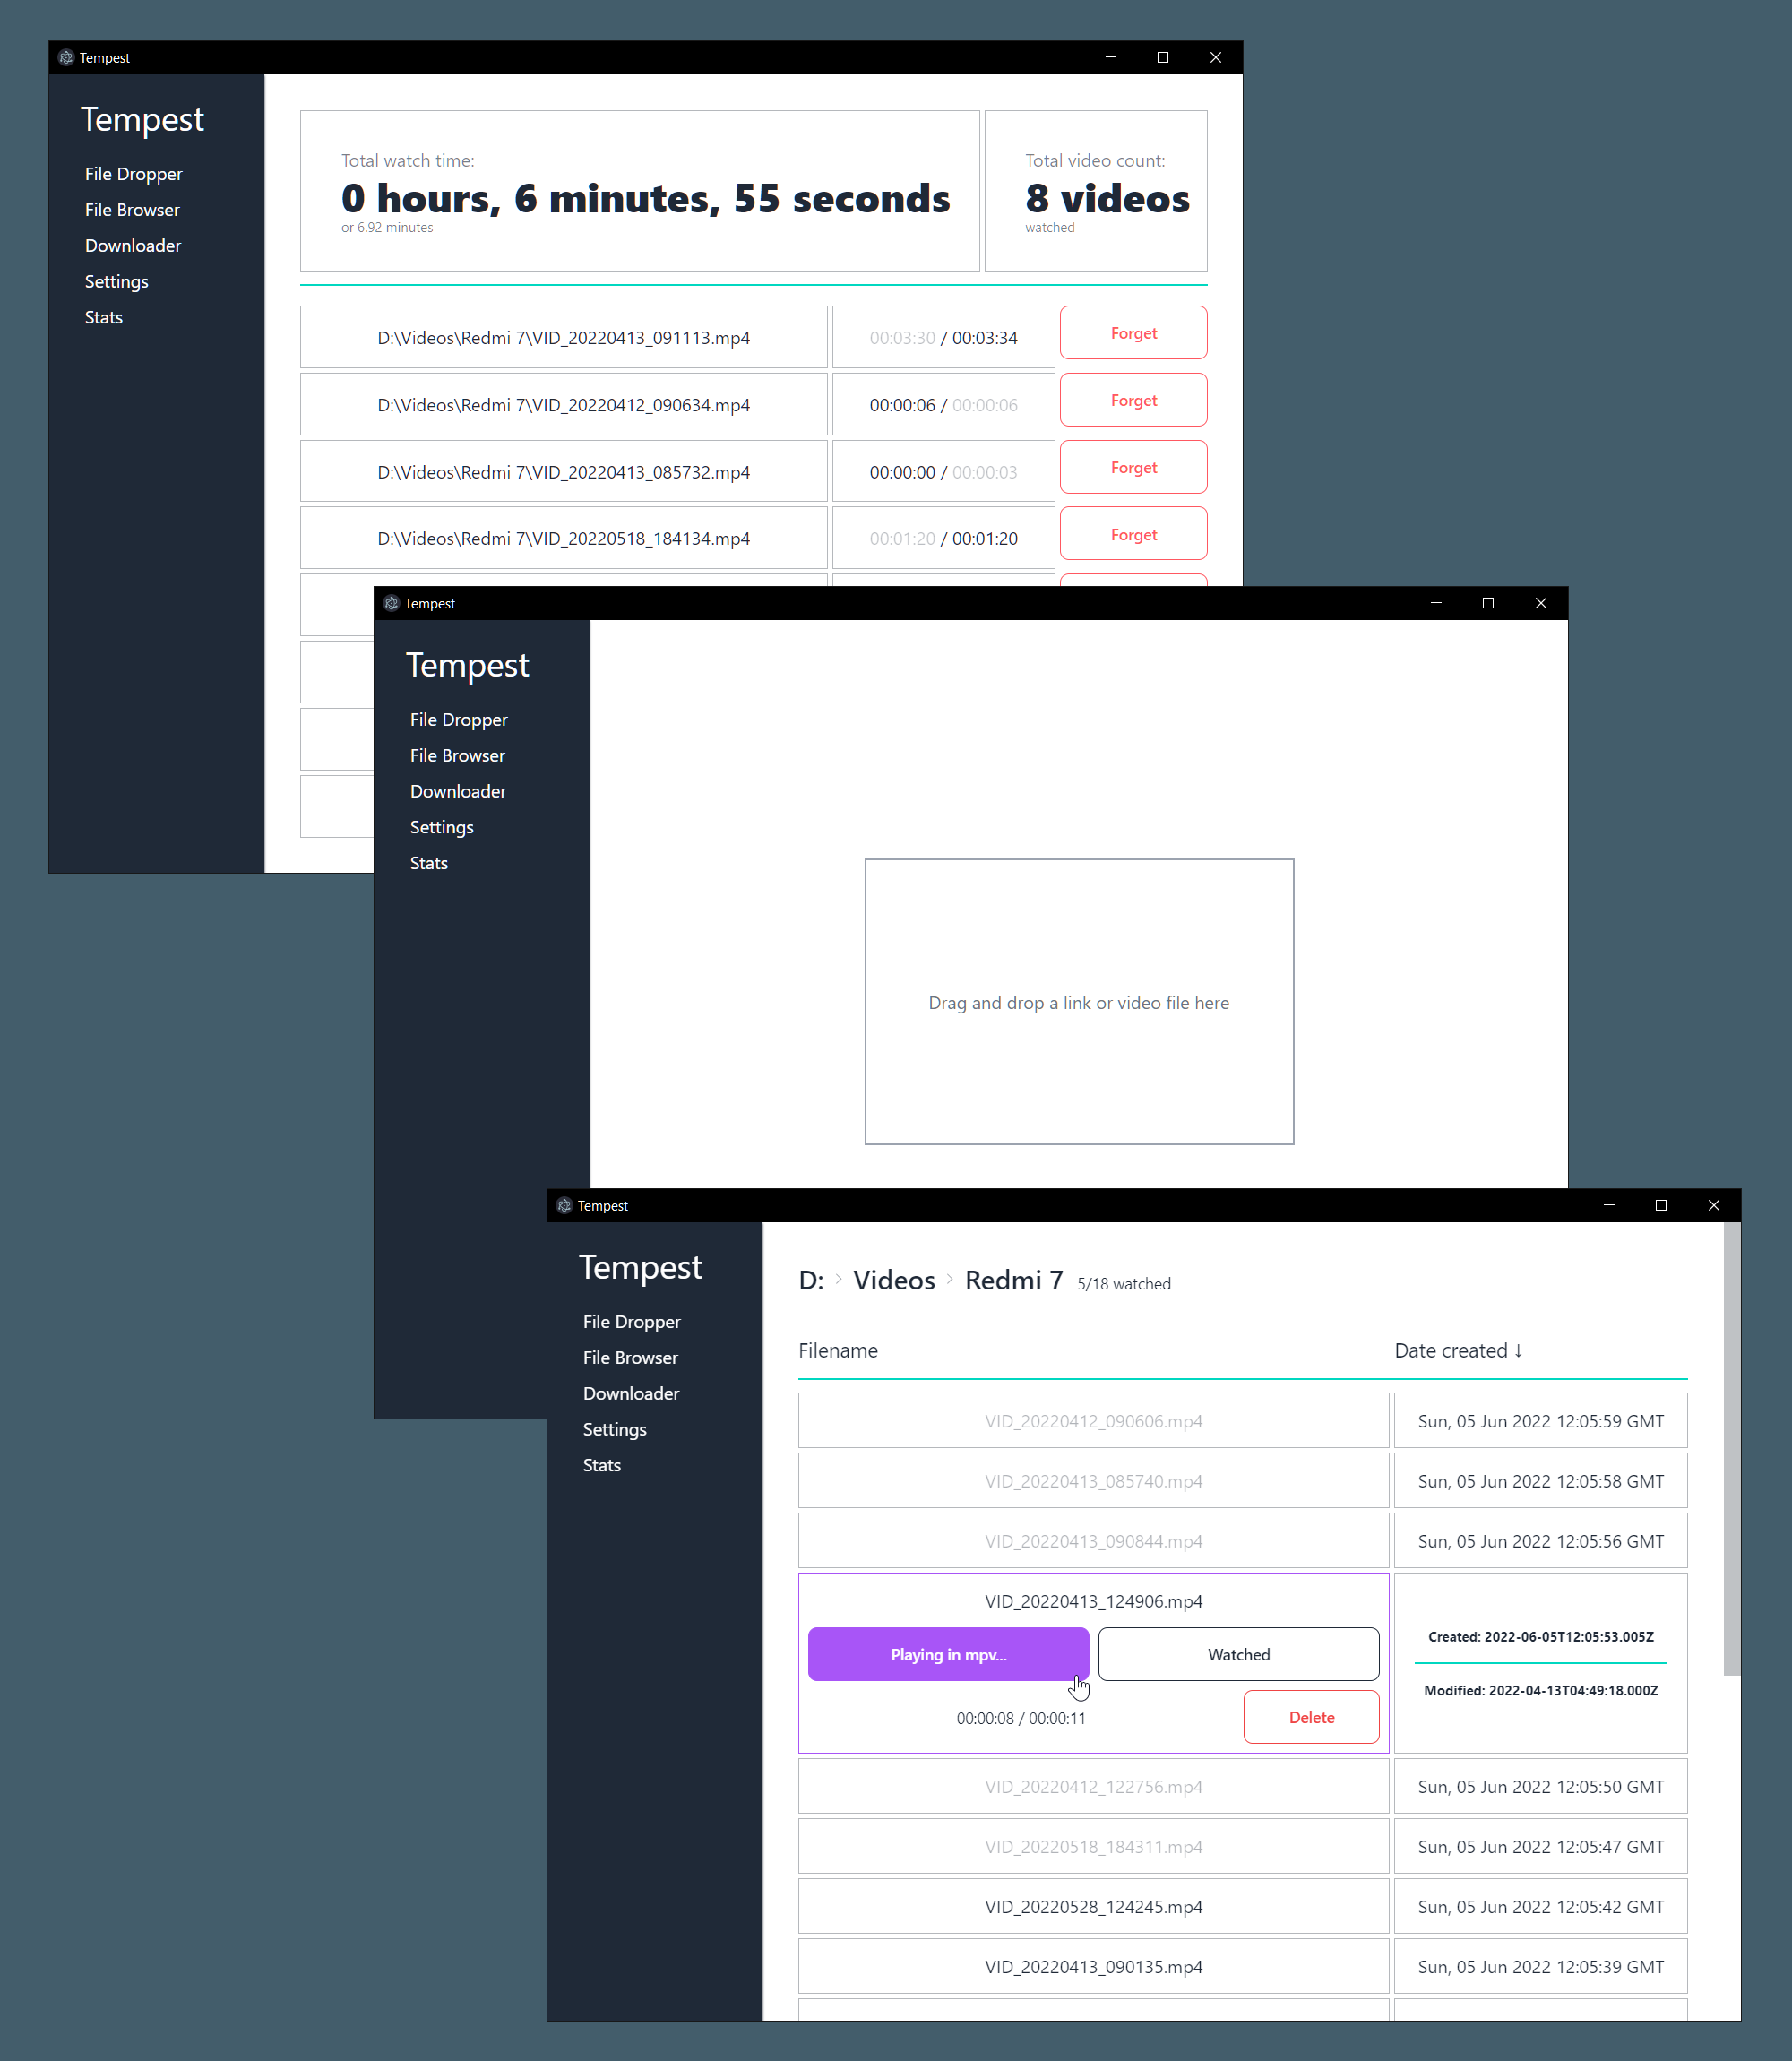 Tempest
Tempest
File Dropper
File Browser
Downloader
Settings
Stats
Total watch time:
0 hours, 6 minutes, 55 seconds
or 6.92 minutes
Total video count:
8 videos
watched
D:\Videos\Redmi 7\VID_20220413_091113.mp4 00:03:30 / 00:03:34 Forget
D:\Videos\Redmi 7\VID_20220412_090634.mp4 00:00:06 / 00:00:06 Forget
D:\Videos\Redmi 7\VID_20220413_085732.mp4 00:00:00 / 00:00:03 Forget
D:\Videos\Redmi 7\VID_20220518_184134.mp4 00:01:20 / 00:01:20 Forget
Tempest
Tempest
File Dropper
File Browser
Downloader
Settings
Stats
Drag and drop a link or video file here
Tempest
Tempest
File Dropper
File Browser
Downloader
Settings
Stats
D: › Videos › Redmi 7 5/18 watched
Filename Date created ↓
VID_20220412_090606.mp4 Sun, 05 Jun 2022 12:05:59 GMT
VID_20220413_085740.mp4 Sun, 05 Jun 2022 12:05:58 GMT
VID_20220413_090844.mp4 Sun, 05 Jun 2022 12:05:56 GMT
VID_20220413_124906.mp4
Playing in mpv... Watched
00:00:08 / 00:00:11 Delete
Created: 2022-06-05T12:05:53.005Z
Modified: 2022-04-13T04:49:18.000Z
VID_20220412_122756.mp4 Sun, 05 Jun 2022 12:05:50 GMT
VID_20220518_184311.mp4 Sun, 05 Jun 2022 12:05:47 GMT
VID_20220528_124245.mp4 Sun, 05 Jun 2022 12:05:42 GMT
VID_20220413_090135.mp4 Sun, 05 Jun 2022 12:05:39 GMT